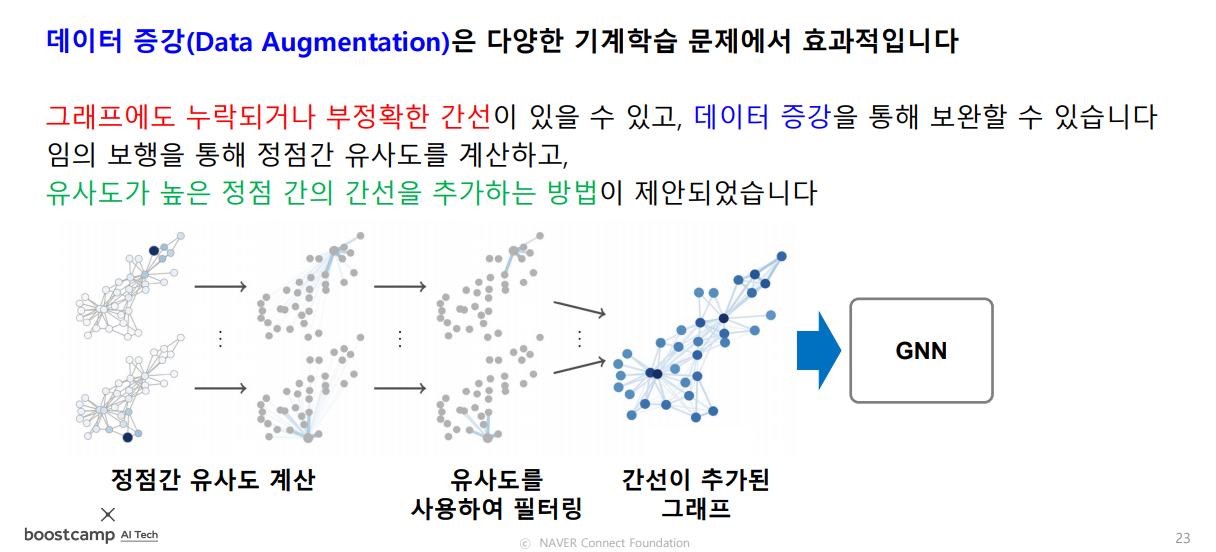 데이터 증강(Data Augmentation)은 다양한 기계학습 문제에서 효과적입니다
그래프에도 누락되거나 부정확한 간선이 있을 수 있고, 데이터 증강을 통해 보완할 수 있습니다
임의 보행을 통해 정점간 유사도를 계산하고,
유사도가 높은 정점 간의 간선을 추가하는 방법이 제안되었습니다
GNN
정점간 유사도 계산
유사도를
사용하여 필터링
간선이 추가된
그래프
boostcamp AI Tech
ⓒ NAVER Connect Foundation
23